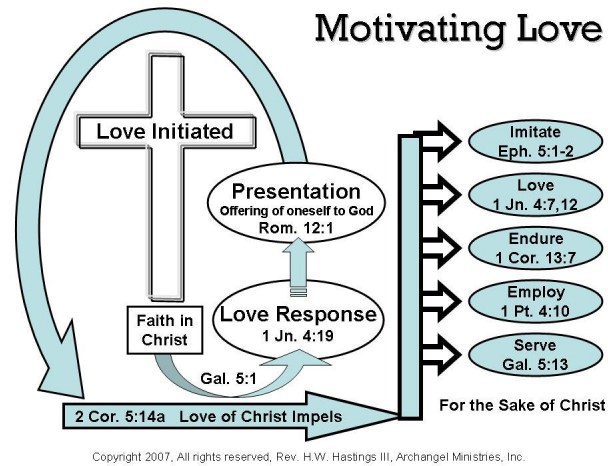 Motivating Love
Love Initiated
Presentation
Offering of oneself to God
Rom. 12:1
Faith in
Christ
Love Response
1 Jn. 4:19
Gal. 5:1
2 Cor. 5:14a Love of Christ Impels
Imitate
Eph. 5:1-2
Love
1 Jn. 4:7,12
Endure
1 Cor. 13:7
Employ
1 Pt. 4:10
Serve
Gal. 5:13
For the Sake of Christ
Copyright 2007, All rights reserved, Rev. H.W. Hastings III, Archangel Ministries, Inc.